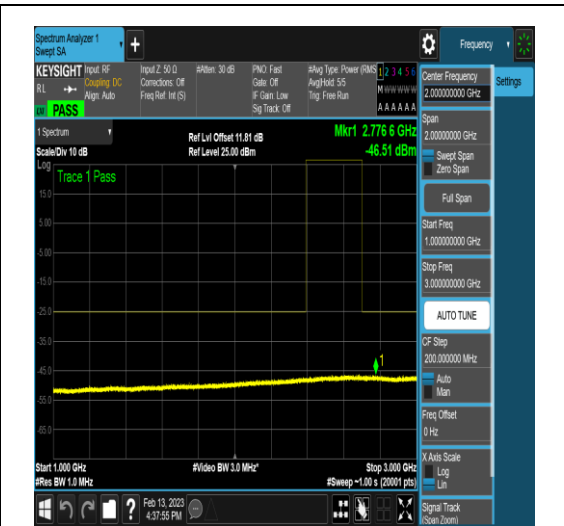 Spectrum Analyzer 1
Swept SA
Frequency
KEYSIGHT
RL
PASS
Input: RF
Coupling: DC
Align: Auto
Input Z: 50 Ω
Corrections: Off
Freq Ref: Int (S)
#Atten: 30 dB
PNO: Fast
Gate: Off
IF Gain: Low
Sig Track: Off
#Avg Type: Power (RMS
Avg|Hold: 5/5
Trig: Free Run
1 2 3 4 5 6
M W W W W W
A A A A A A
1 Spectrum
Scale/Div 10 dB
Ref Lvl Offset 11.81 dB
Ref Level 25.00 dBm
Mkr1 2.776 6 GHz
-46.51 dBm
Log
Trace 1 Pass
15.0
5.00
-5.00
-15.0
-25.0
-35.0
-45.0
-55.0
-65.0
1
Start 1.000 GHz
#Res BW 1.0 MHz
#Video BW 3.0 MHz*
Stop 3.000 GHz
#Sweep ~1.00 s (20001 pts)
Feb 13, 2023
4:37:55 PM
Settings
Center Frequency
2.000000000 GHz
Span
2.00000000 GHz
Swept Span
Zero Span
Full Span
Start Freq
1.000000000 GHz
Stop Freq
3.000000000 GHz
AUTO TUNE
CF Step
200.000000 MHz
Auto
Man
Freq Offset
0 Hz
X Axis Scale
Log
Lin
Signal Track
(Span Zoom)